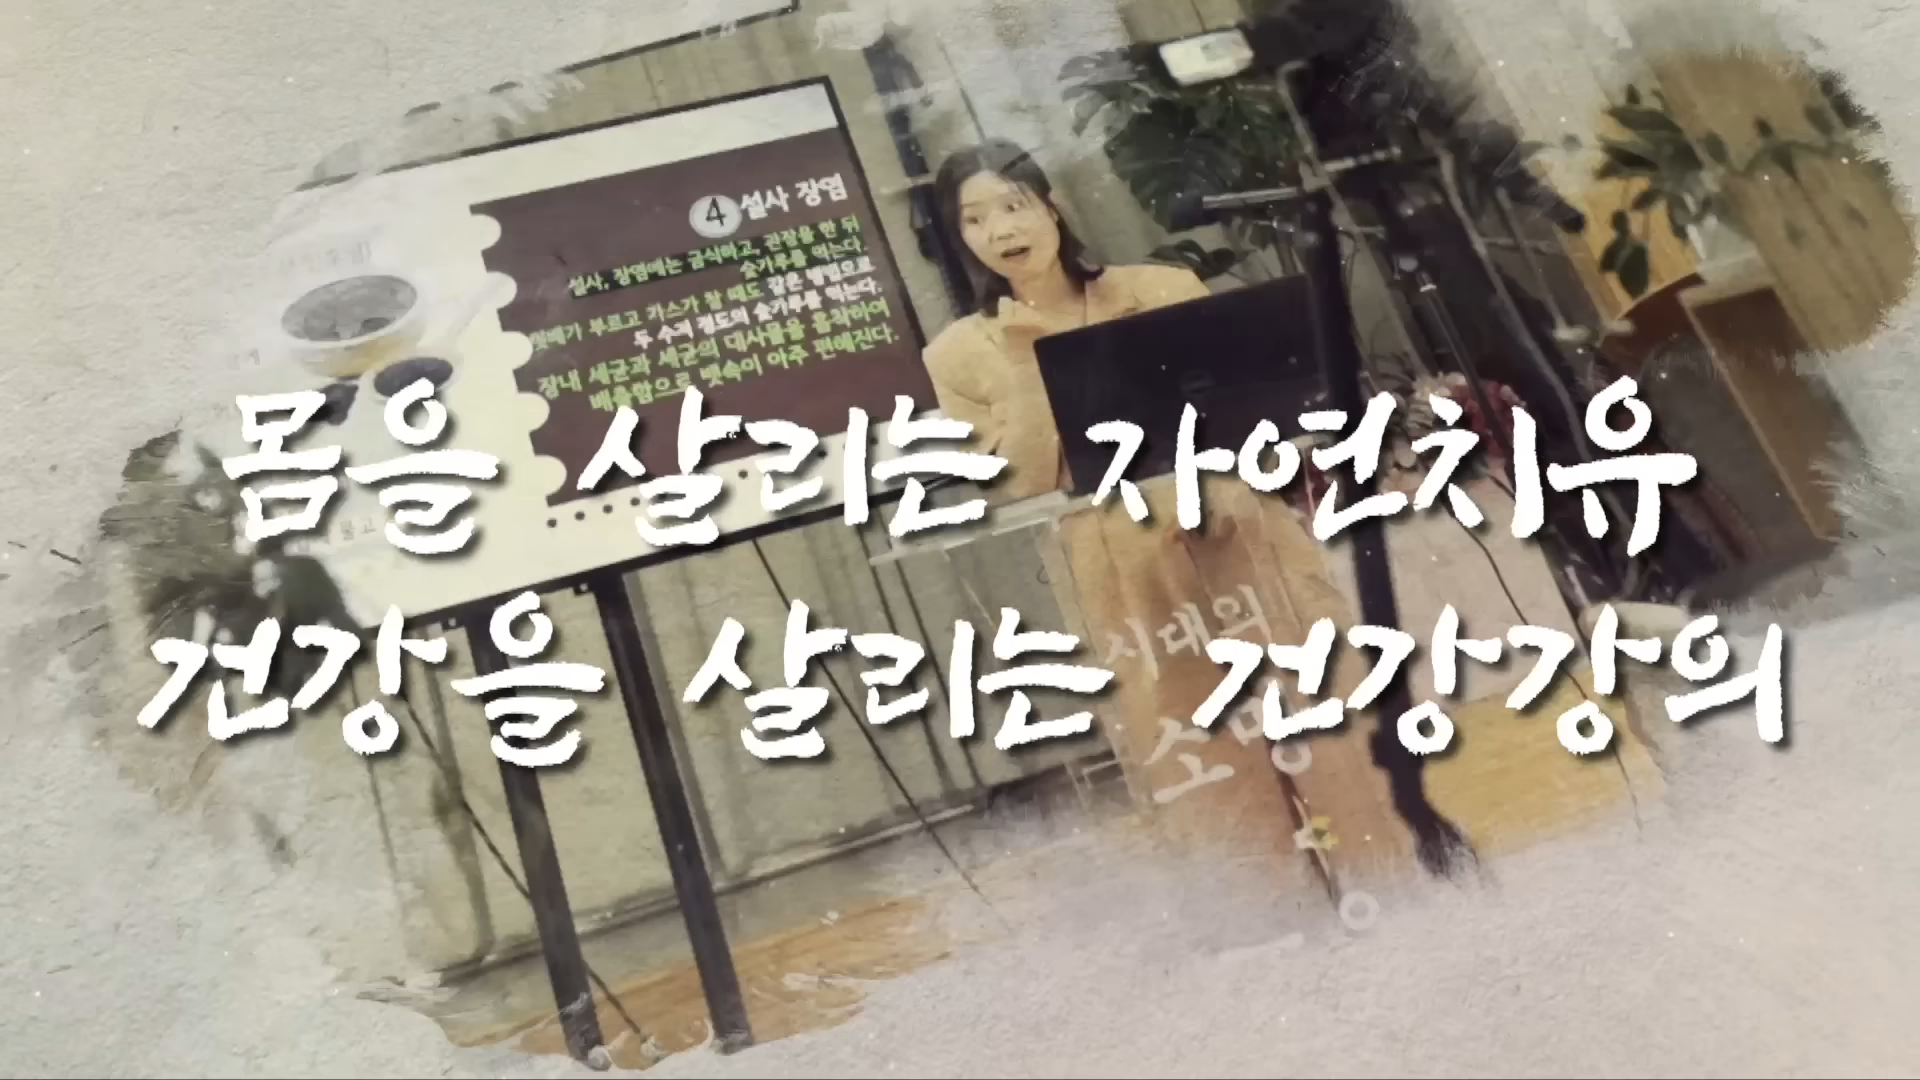 ④ 설사 장염
설사, 장염에는 금식하고, 관장을 한 뒤
숯가루를 먹는다.
헛배가 부르고 가스가 찰 때도 같은 방법으로
두 수저 정도의 숯가루를 먹는다.
장내 세균과 세균의 대사물을 흡착하여
배출함으로 뱃속이 아주 편해진다.
몸을 살리는 자연치유
건강을 살리는 건강강의
시대의
소망